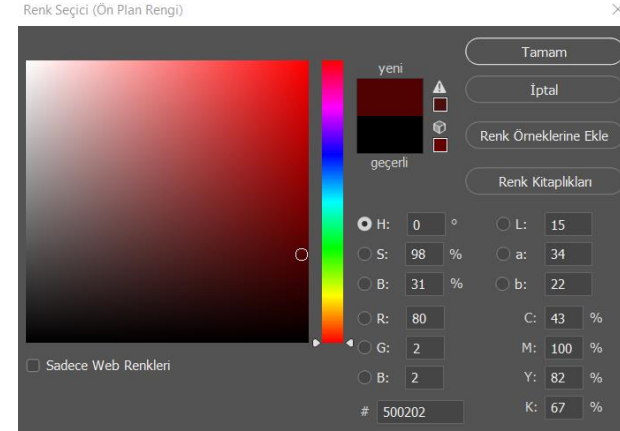 Renk Seçici (Ön Plan Rengi)
yeni
geçerli
Tamam
İptal
Renk Örneklerine Ekle
Renk Kitaplıkları
H: 0 °
S: 98 %
B: 31 %
R: 80
G: 2
B: 2
# 500202
L: 15
a: 34
b: 22
C: 43 %
M: 100 %
Y: 82 %
K: 67 %
Sadece Web Renkleri